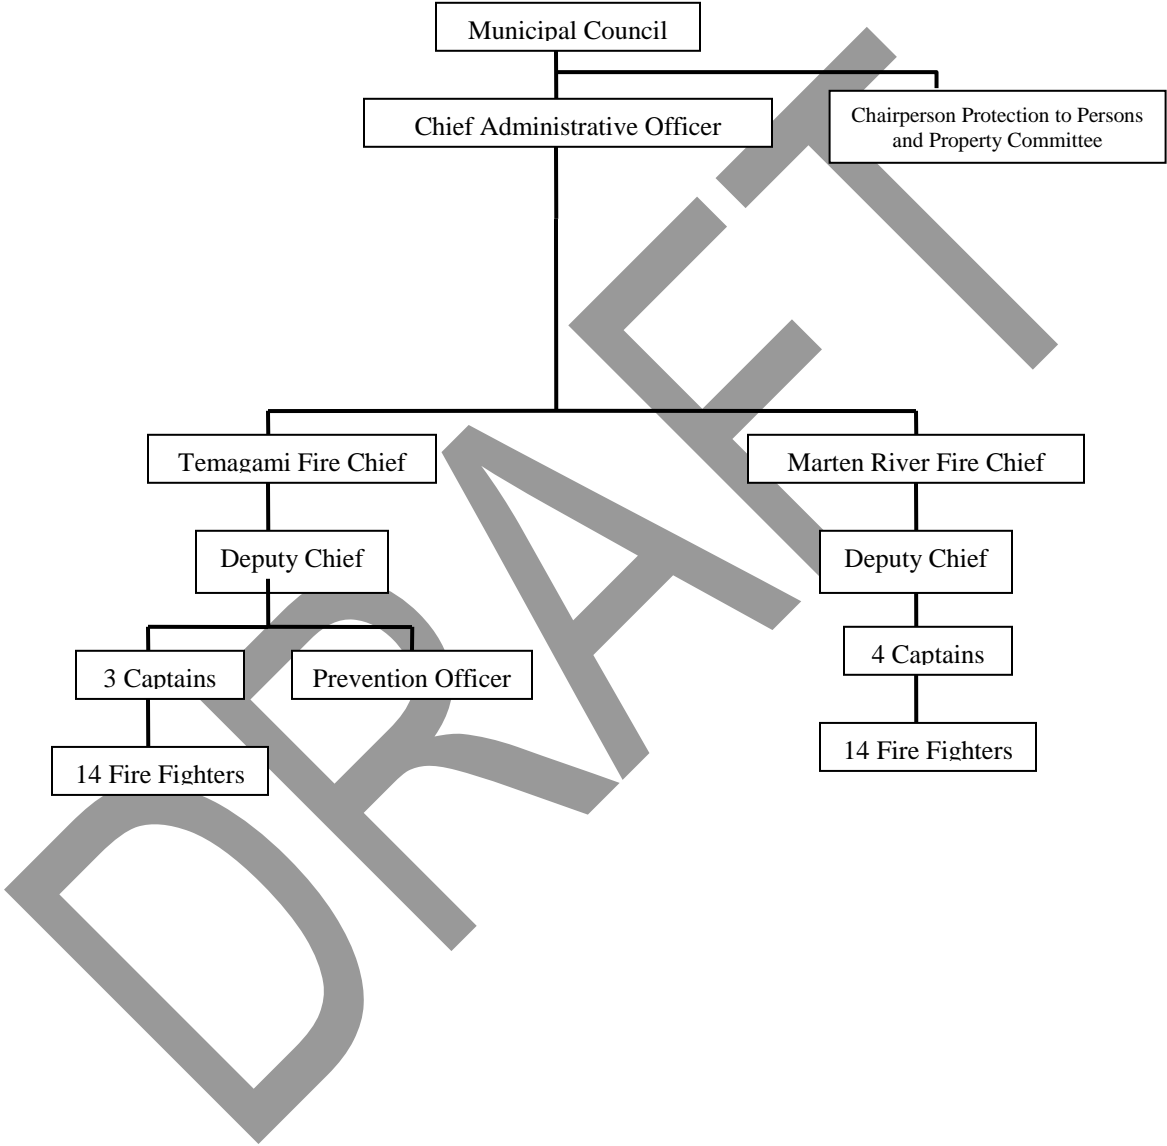 Municipal Council
Chief Administrative Officer
Chairperson Protection to Persons
and Property Committee
Temagami Fire Chief
Marten River Fire Chief
Deputy Chief
Deputy Chief
3 Captains
Prevention Officer
4 Captains
14 Fire Fighters
14 Fire Fighters
DRAFT